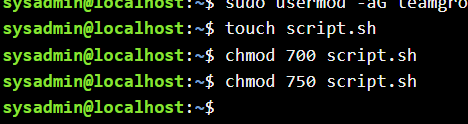 sysadmin@localhost:~$ sudo usermod -aG teamgro
sysadmin@localhost:~$ touch script.sh
sysadmin@localhost:~$ chmod 700 script.sh
sysadmin@localhost:~$ chmod 750 script.sh
sysadmin@localhost:~$